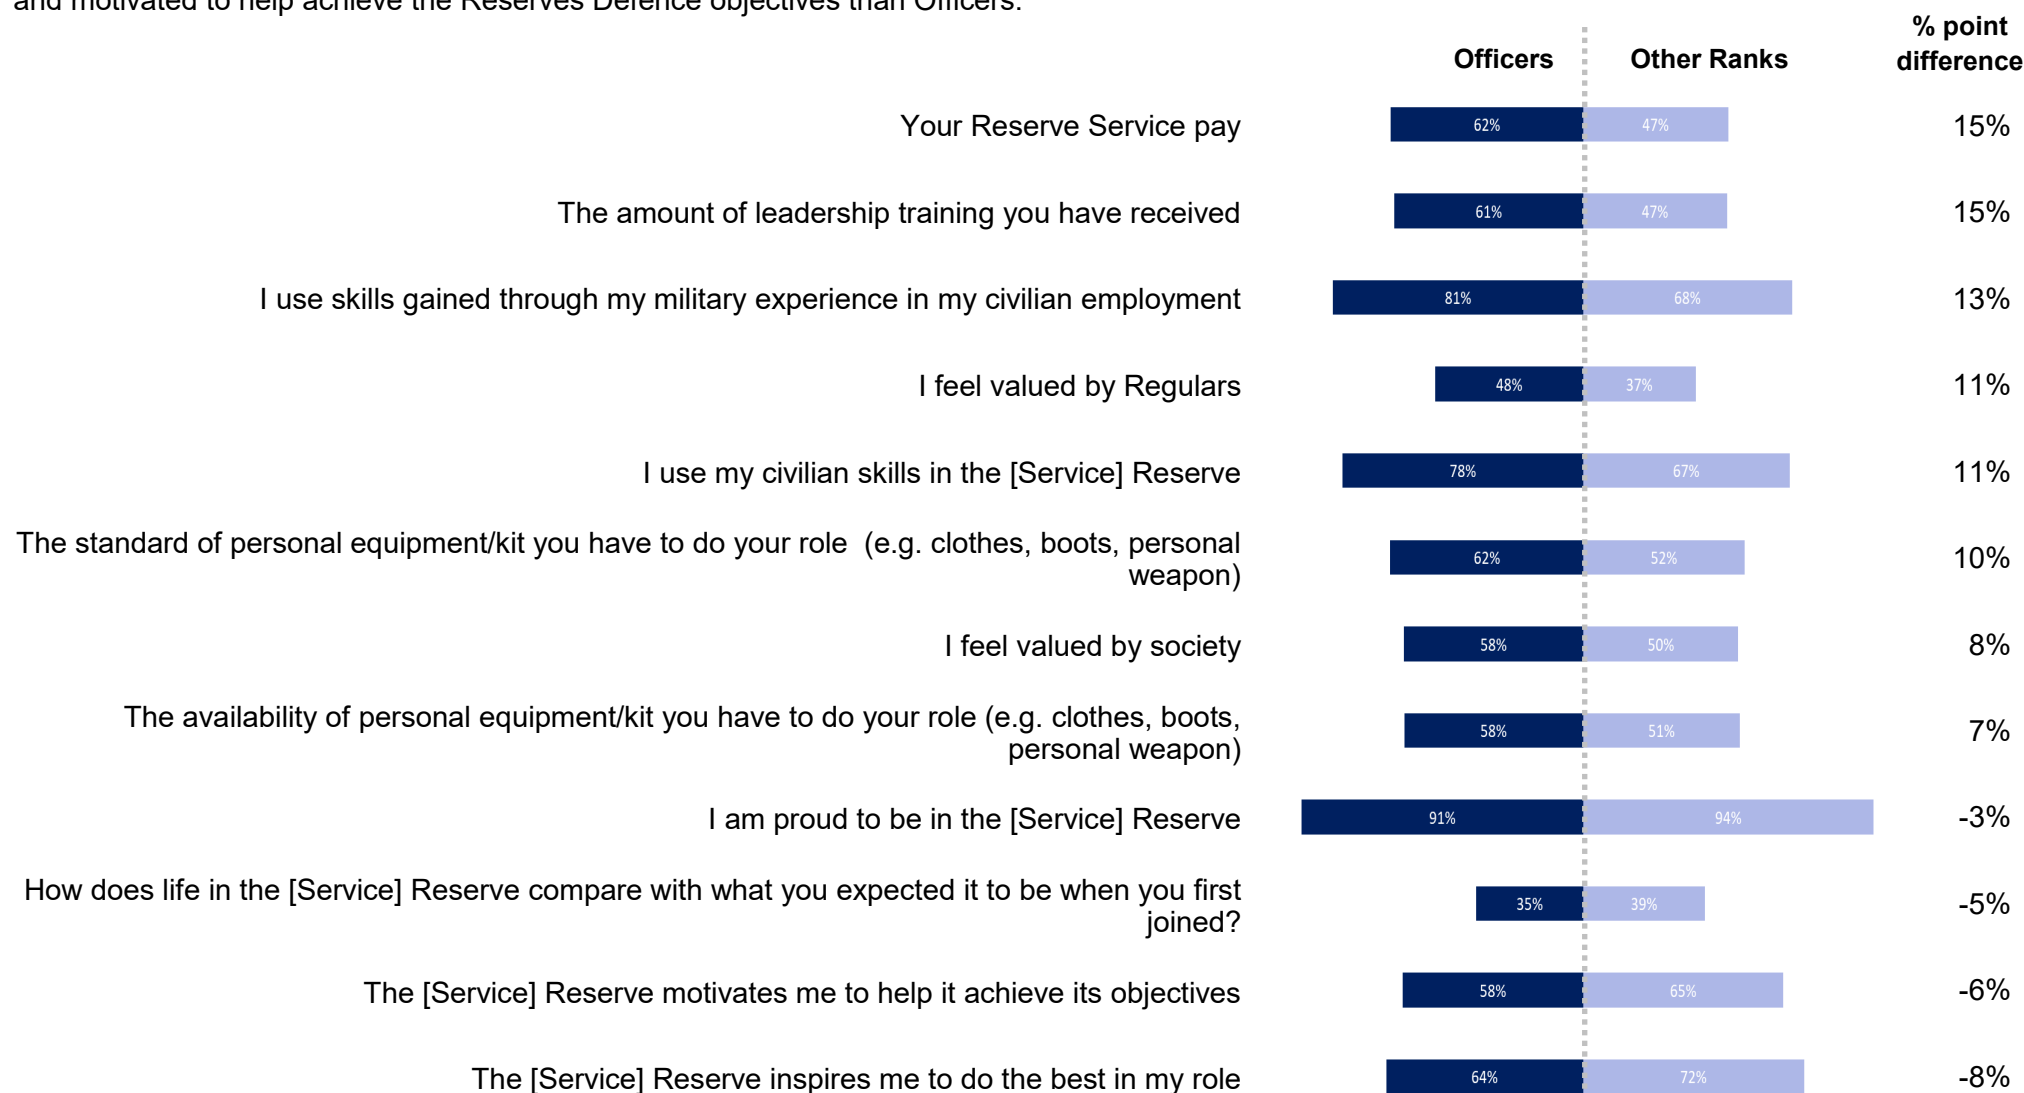 and motivated to help achieve the Reserves Defence objectives than Officers.
% point
Officers Other Ranks difference
Your Reserve Service pay 62% 47% 15%
The amount of leadership training you have received 61% 47% 15%
I use skills gained through my military experience in my civilian employment 81% 68% 13%
I feel valued by Regulars 48% 37% 11%
I use my civilian skills in the [Service] Reserve 78% 67% 11%
The standard of personal equipment/kit you have to do your role (e.g. clothes, boots, personal
weapon) 62% 52% 10%
I feel valued by society 58% 50% 8%
The availability of personal equipment/kit you have to do your role (e.g. clothes, boots,
personal weapon) 58% 51% 7%
I am proud to be in the [Service] Reserve 91% 94% -3%
How does life in the [Service] Reserve compare with what you expected it to be when you first
joined? 35% 39% -5%
The [Service] Reserve motivates me to help it achieve its objectives 58% 65% -6%
The [Service] Reserve inspires me to do the best in my role 64% 72% -8%